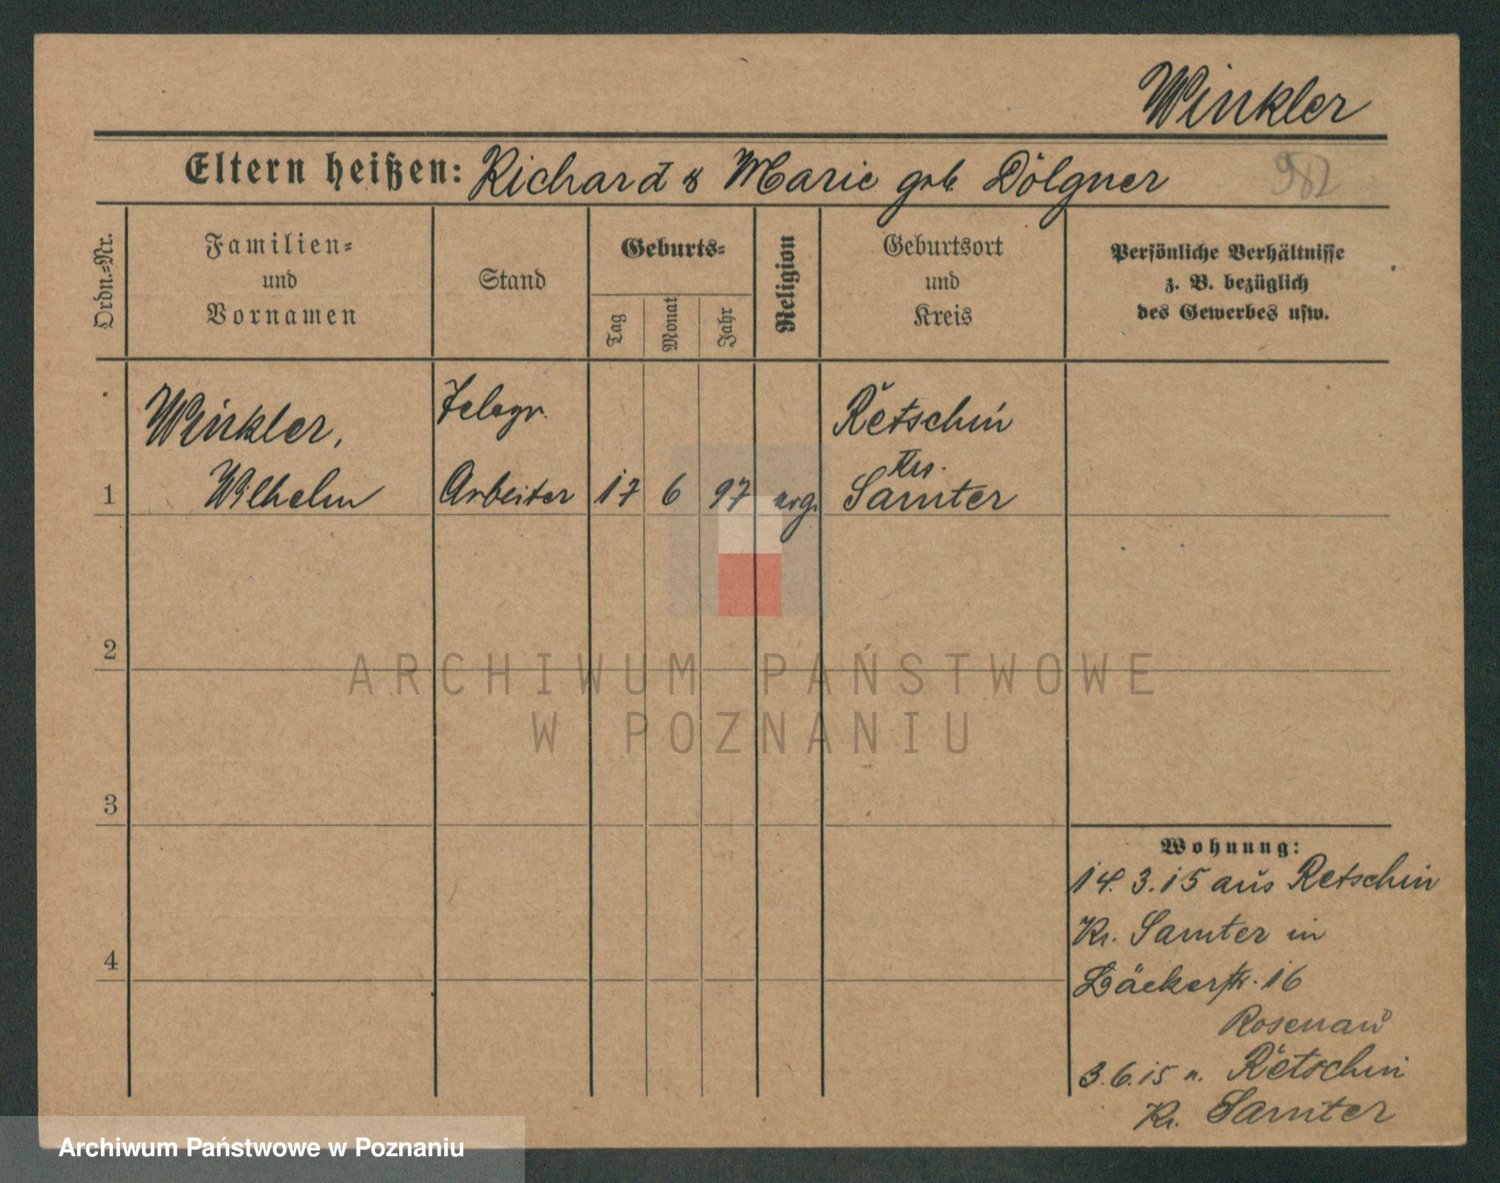 Winkler
Eltern heißen: Richard & Marie geb Dölgner
982
Ordn.-Nr.
Familien-
und
Vornamen
Stand
Geburts-
Tag
Monat
Jahr
Religion
Geburtsort
und
Kreis
Persönliche Verhältnisse
z. B. bezüglich
des Gewerbes usw.
1
Winkler,
Wilhelm
Telegr.
Arbeiter
17
6
97
evg.
Retschin
Krs.
Samter
2
3
4
Wohnung:
14.3.15 aus Retschin
Kr. Samter in
Bäckerstr. 16
Rosenau
3.6.15 n. Retschin
Kr. Samter
ARCHIWUM PAŃSTWOWE
W POZNANIU
Archiwum Państwowe w Poznaniu